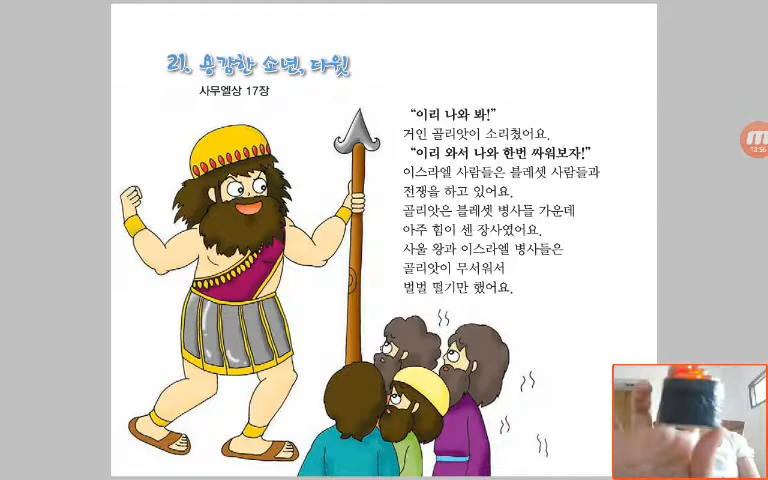 21. 용감한 소년, 다윗
사무엘상 17장
“이리 나와 봐!”
거인 골리앗이 소리쳤어요.
“이리 와서 나와 한번 싸워보자!”
이스라엘 사람들은 블레셋 사람들과
전쟁을 하고 있어요.
골리앗은 블레셋 병사들 가운데
아주 힘이 센 장사였어요.
사울 왕과 이스라엘 병사들은
골리앗이 무서워서
벌벌 떨기만 했어요.
12:56